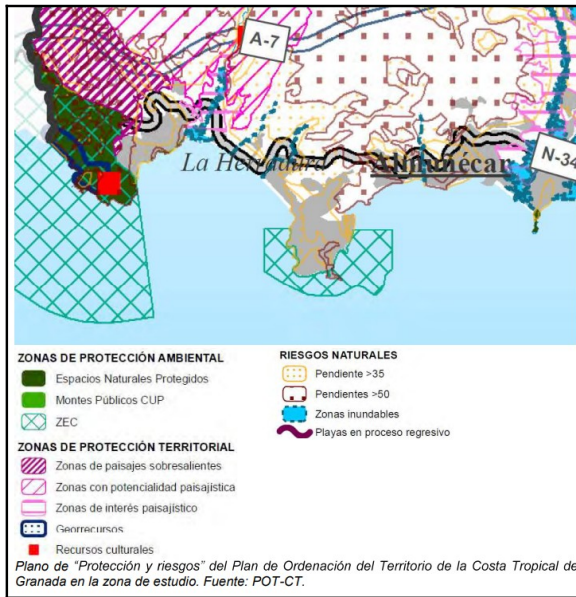 A-7
La Herradura
Almuñécar
N-34
ZONAS DE PROTECCIÓN AMBIENTAL
Espacios Naturales Protegidos
Montes Públicos CUP
ZEC
ZONAS DE PROTECCIÓN TERRITORIAL
Zonas de paisajes sobresalientes
Zonas con potencialidad paisajística
Zonas de interés paisajístico
Georrecursos
Recursos culturales
RIESGOS NATURALES
Pendiente >35
Pendientes >50
Zonas inundables
Playas en proceso regresivo
Plano de "Protección y riesgos" del Plan de Ordenación del Territorio de la Costa Tropical de
Granada en la zona de estudio. Fuente: POT-CT.